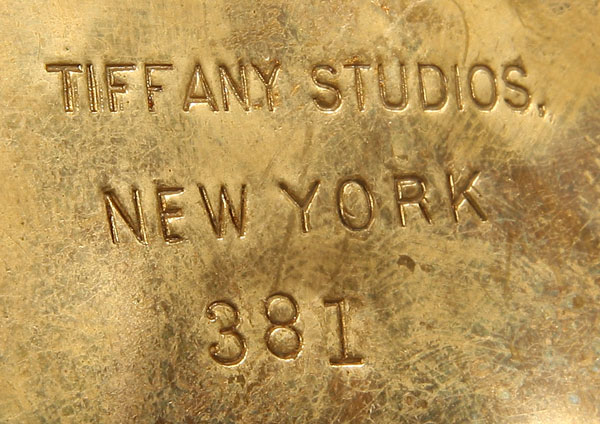 TIFFANY STUDIOS.
NEW YORK
381